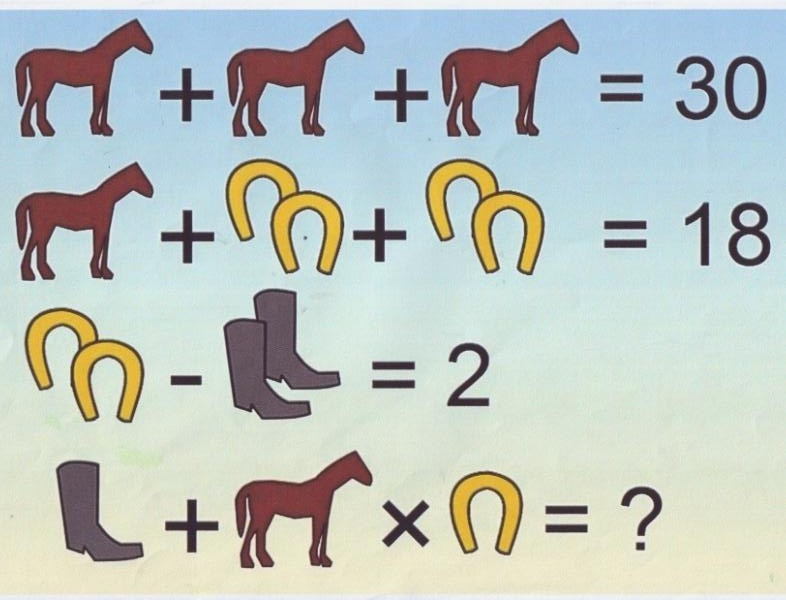 + + = 30
+ + = 18
- = 2
+ × = ?